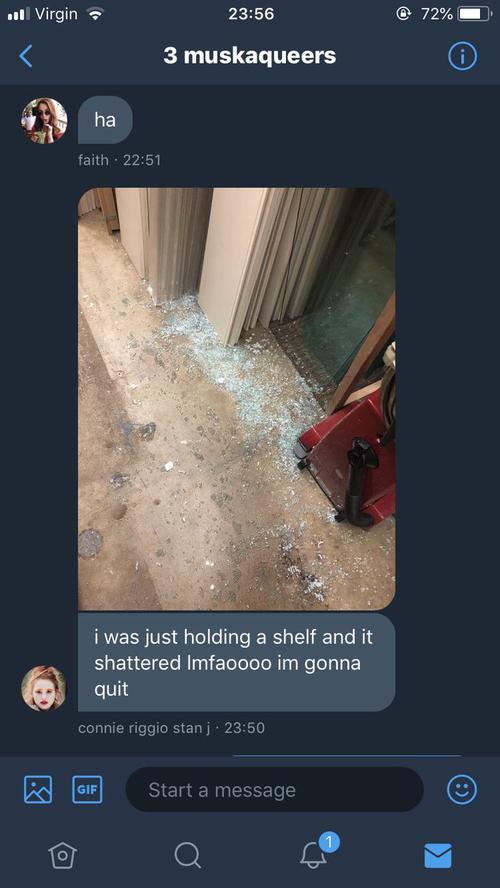 Virgin 23:56 72%
3 muskaqueers
ha
faith · 22:51
i was just holding a shelf and it
shattered lmfaoooo im gonna
quit
connie riggio stan j · 23:50
GIF Start a message
1